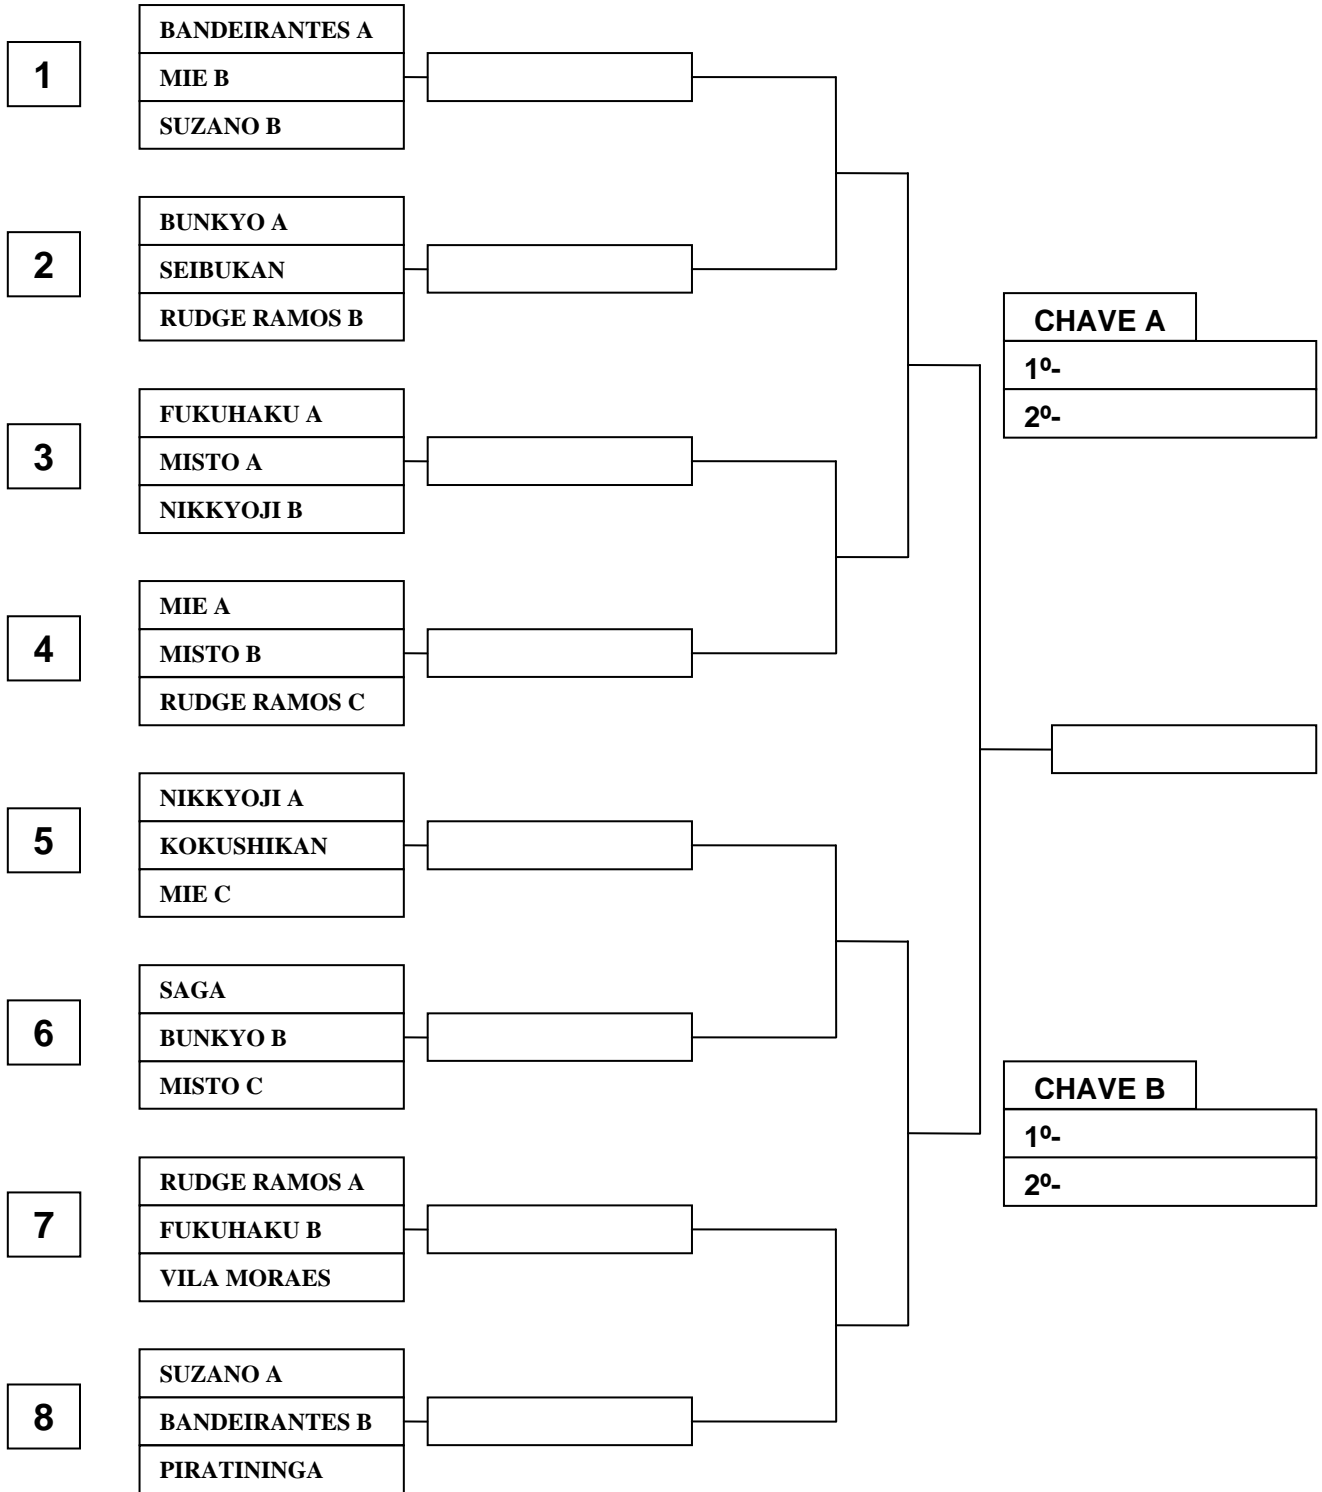 BANDEIRANTES A
1
MIE B
SUZANO B
BUNKYO A
2
SEIBUKAN
RUDGE RAMOS B
CHAVE A
1º-
2º-
FUKUHAKU A
3
MISTO A
NIKKYOJI B
MIE A
4
MISTO B
RUDGE RAMOS C
NIKKYOJI A
5
KOKUSHIKAN
MIE C
SAGA
6
BUNKYO B
MISTO C
CHAVE B
1º-
2º-
RUDGE RAMOS A
7
FUKUHAKU B
VILA MORAES
SUZANO A
8
BANDEIRANTES B
PIRATININGA